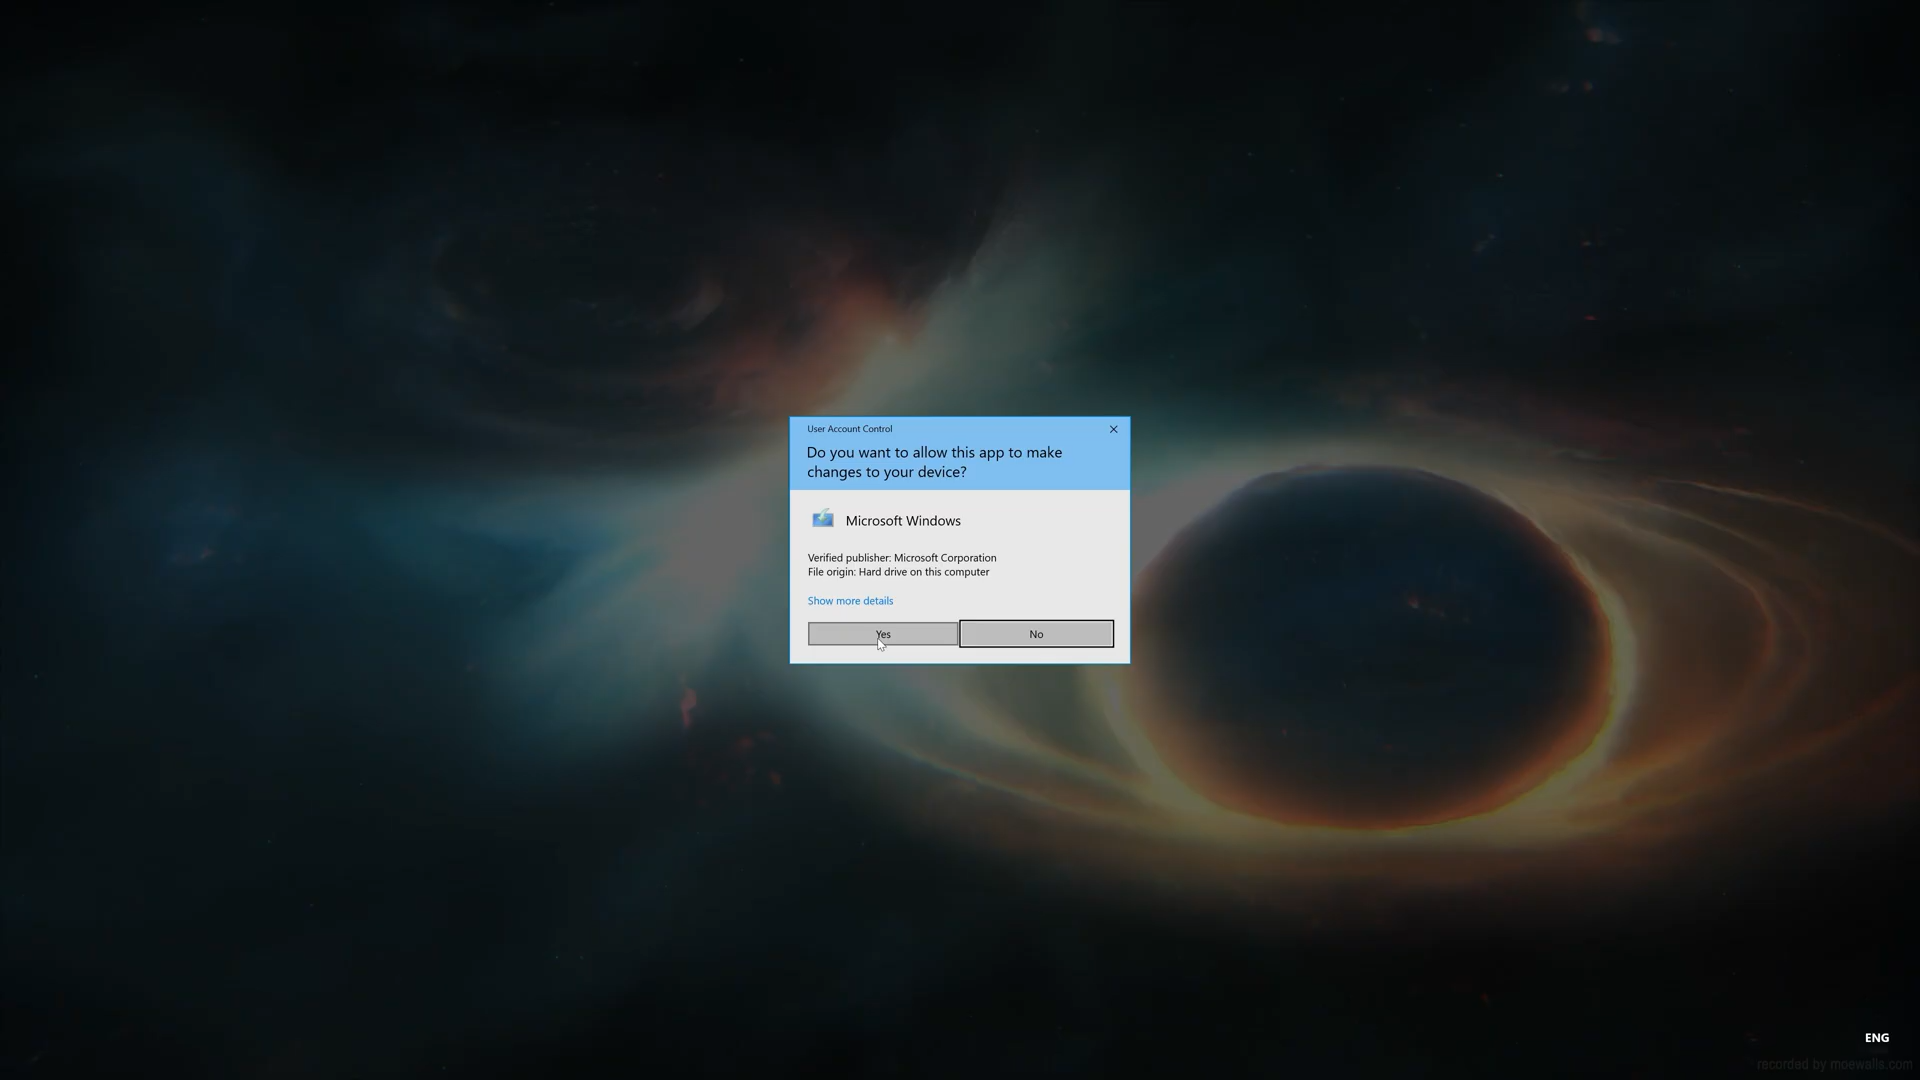 User Account Control
Do you want to allow this app to make
changes to your device?
Microsoft Windows
Verified publisher: Microsoft Corporation
File origin: Hard drive on this computer
Show more details
Yes
No
ENG
recorded by moewalls.com